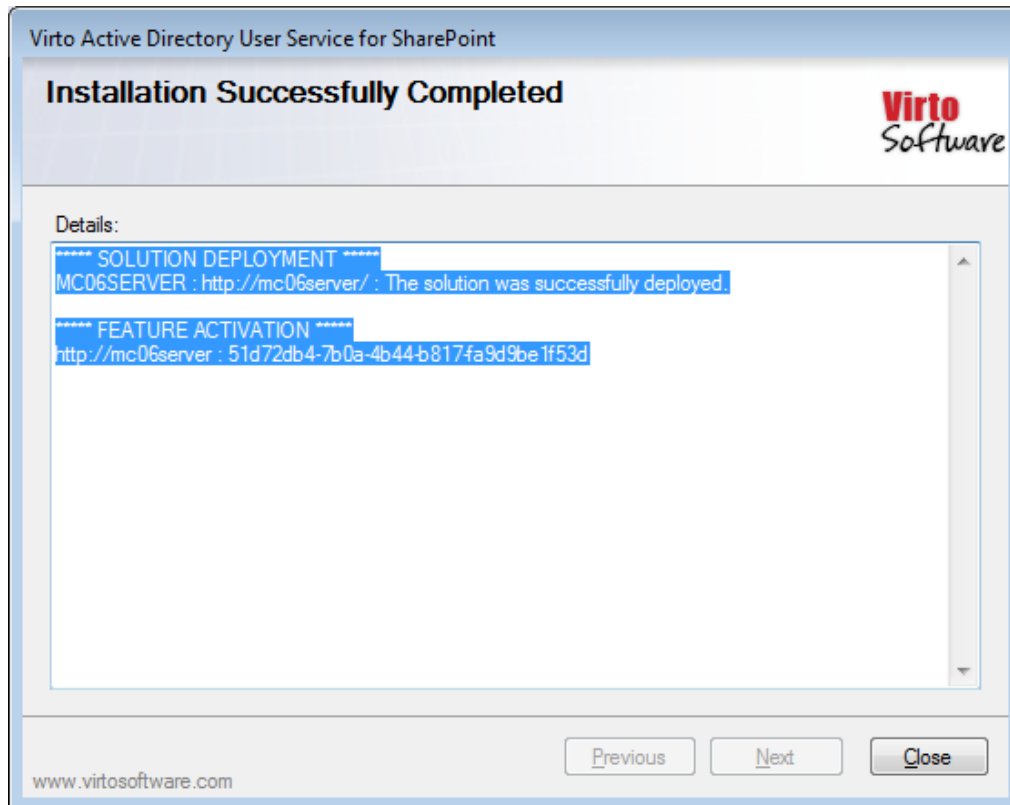 Virto Active Directory User Service for SharePoint
Installation Successfully Completed
Virto
Software
Details:
***** SOLUTION DEPLOYMENT *****
MC06SERVER : http://mc06server/ : The solution was successfully deployed.
***** FEATURE ACTIVATION *****
http://mc06server : 51d72db4-7b0a-4b44-b817-fa9d9be1f53d
Previous
Next
Close
www.virtosoftware.com